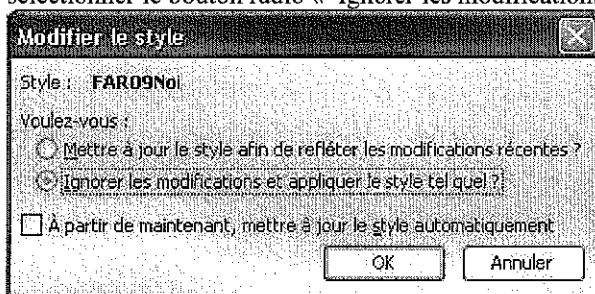 sélectionner le bouton radio « Ignorer les modifications
Modifier le style
Style : FARO9Noi
Voulez-vous :
Mettre à jour le style afin de refléter les modifications récentes ?
Ignorer les modifications et appliquer le style tel quel ?
À partir de maintenant, mettre à jour le style automatiquement
OK Annuler